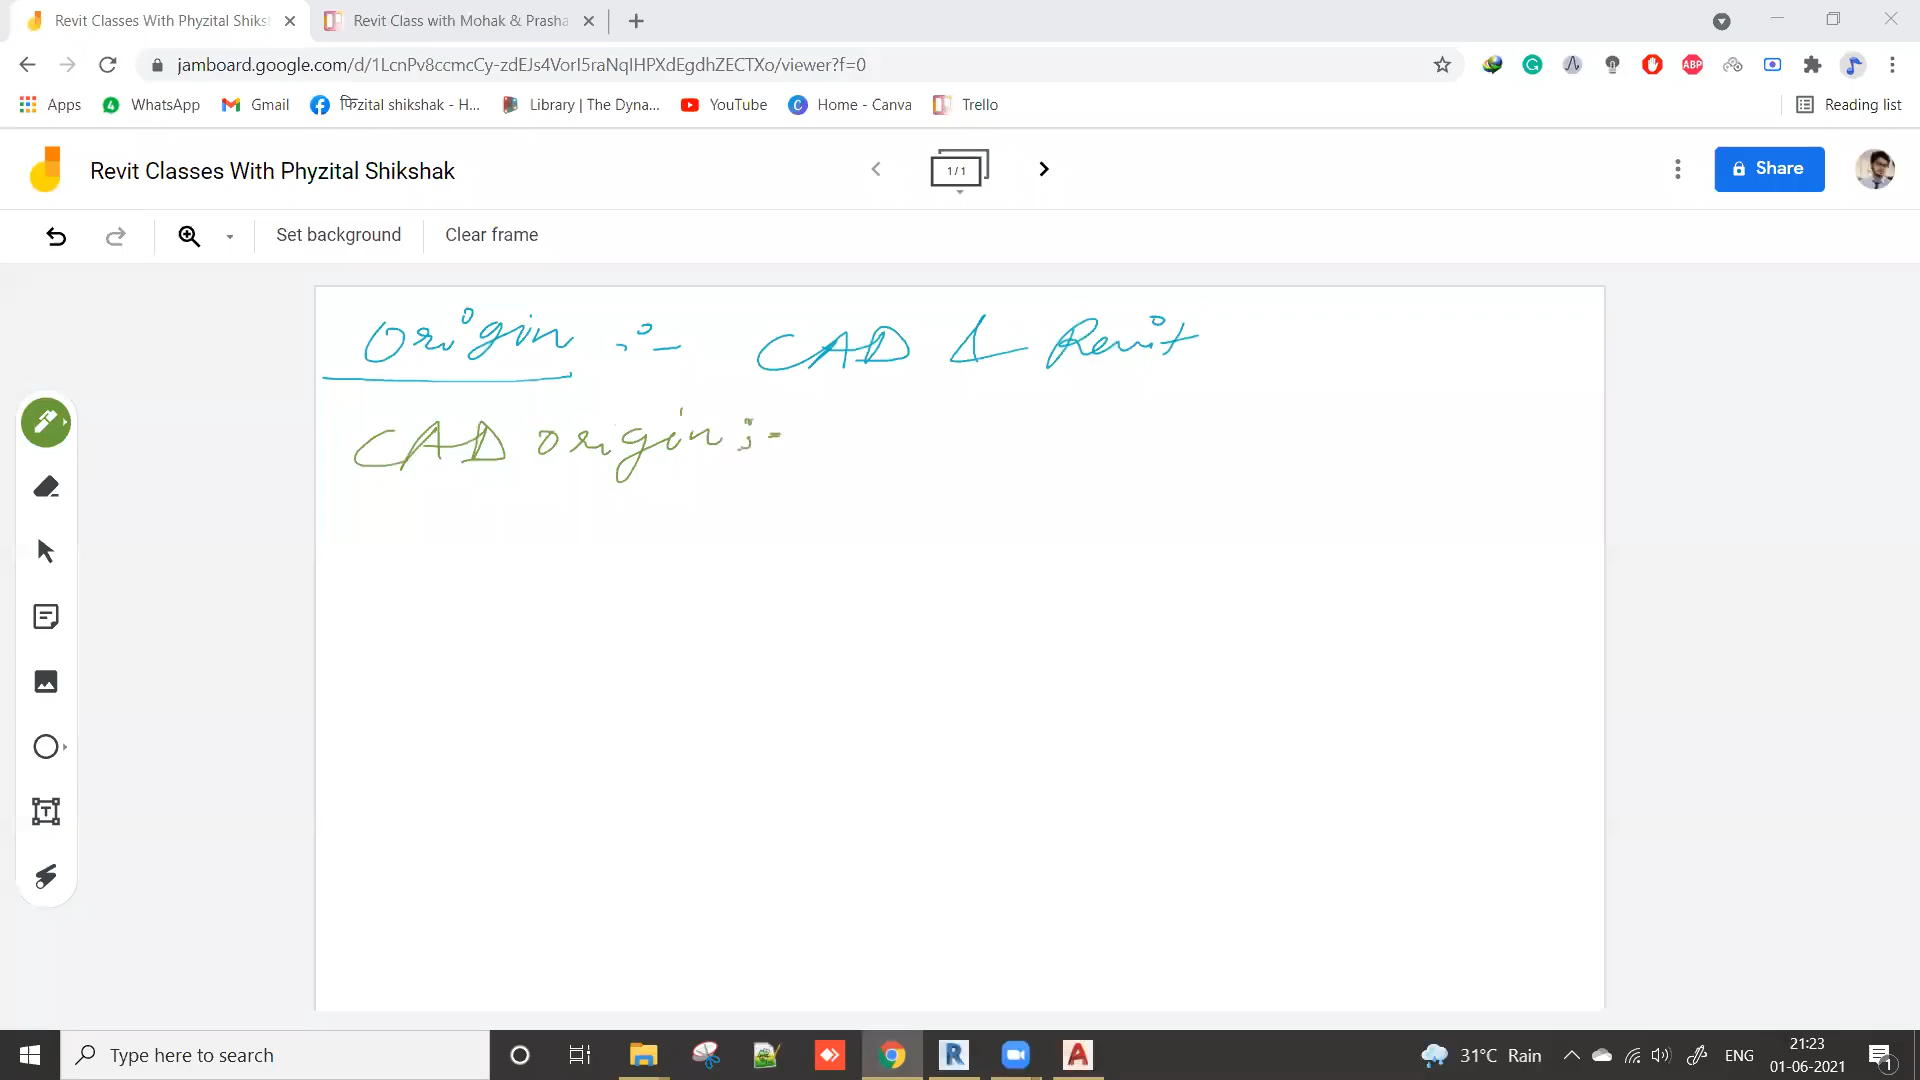 Revit Classes With Phyzital Shiks
Revit Class with Mohak & Prasha
jamboard.google.com/d/1LcnPv8ccmcCy-zdEJs4VorI5raNqIHPXdEgdhZECTXo/viewer?f=0
ABP
Apps
WhatsApp
Gmail
फिzital shikshak - H...
Library | The Dyna...
YouTube
Home - Canva
Trello
Reading list
Revit Classes With Phyzital Shikshak
1 / 1
Share
Set background
Clear frame
Origin :- CAD & Revit
CAD origin :-
Type here to search
31°C Rain
ENG
21:23
01-06-2021
1